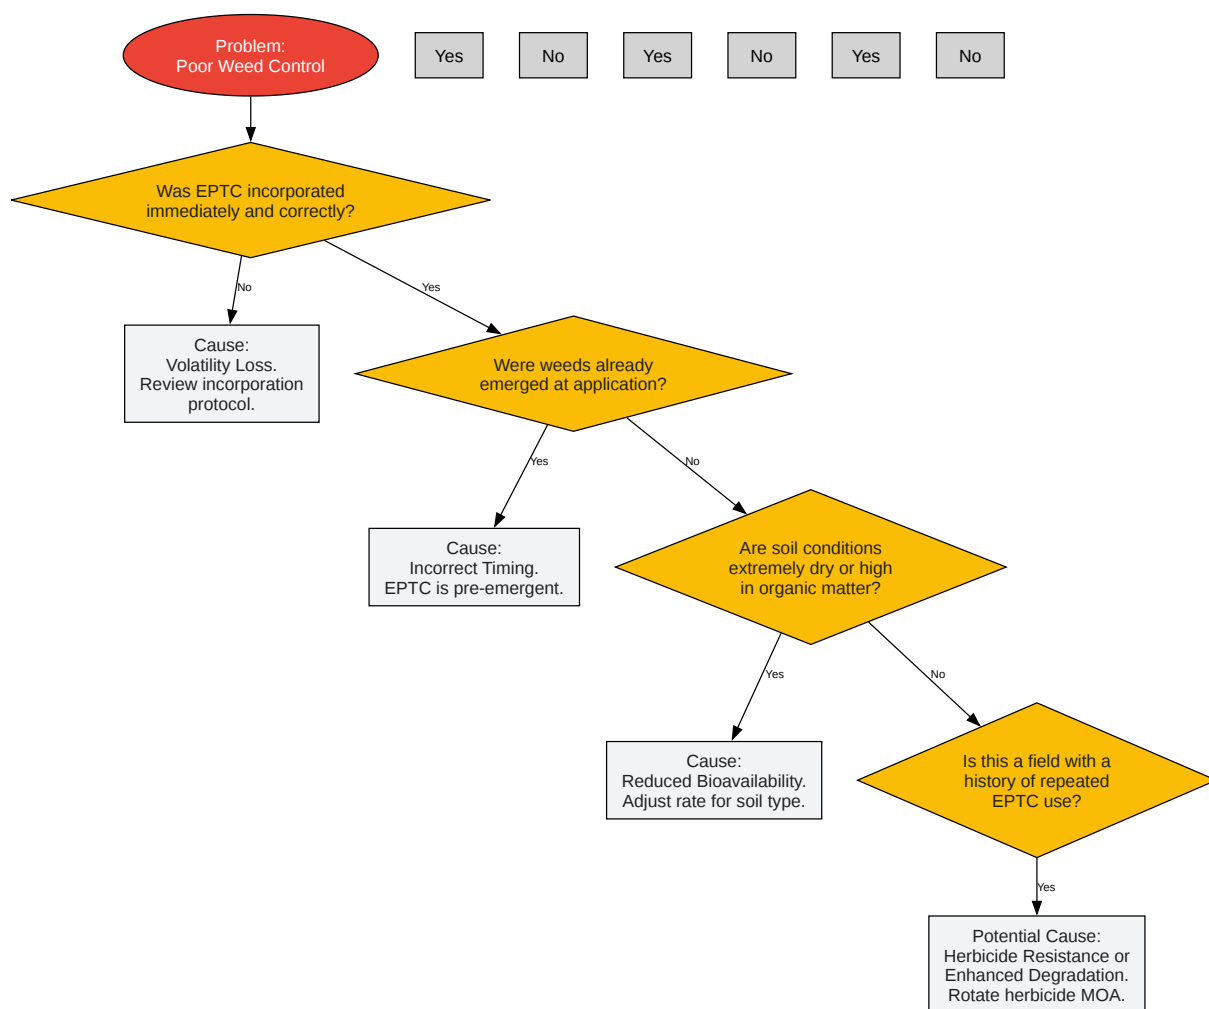 Problem:
Poor Weed Control
Yes
No
Yes
No
Yes
No
Was EPTC incorporated
immediately and correctly?
No
Yes
Cause:
Volatility Loss.
Review incorporation
protocol.
Were weeds already
emerged at application?
Yes
No
Cause:
Incorrect Timing.
EPTC is pre-emergent.
Are soil conditions
extremely dry or high
in organic matter?
Yes
No
Cause:
Reduced Bioavailability.
Adjust rate for soil type.
Is this a field with a
history of repeated
EPTC use?
Yes
Potential Cause:
Herbicide Resistance or
Enhanced Degradation.
Rotate herbicide MOA.